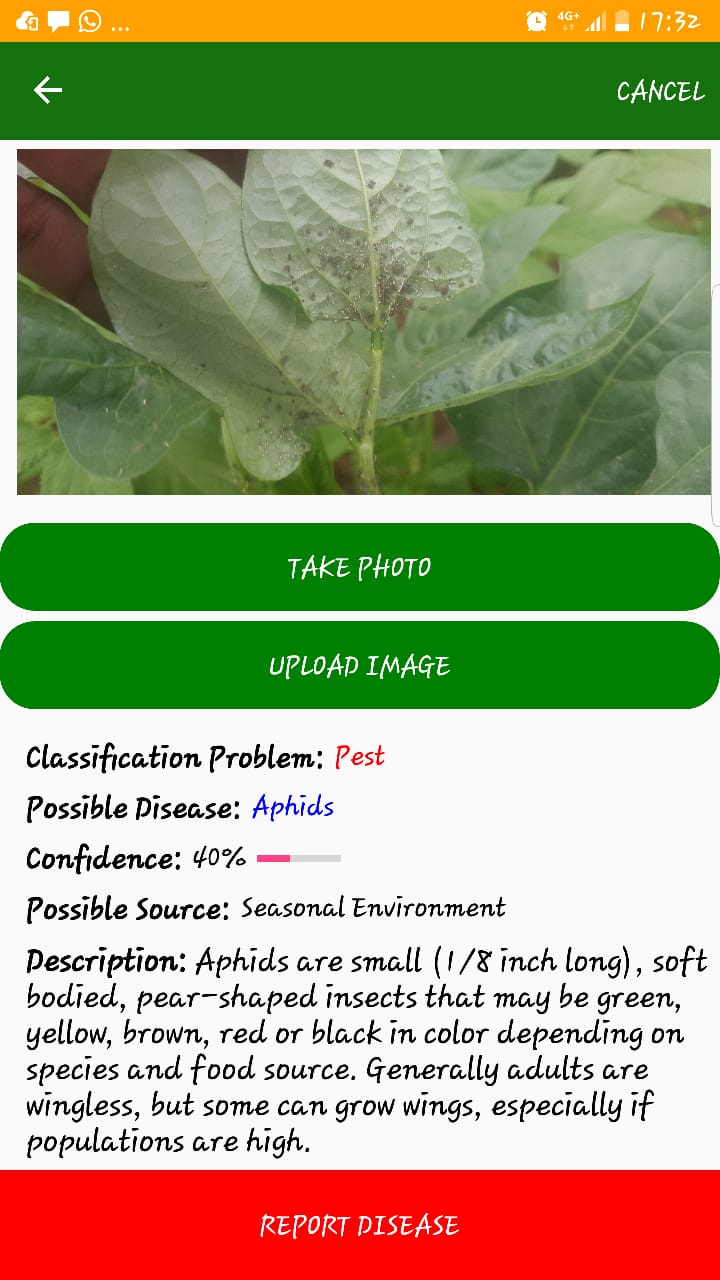 ... 4G+ 17:32
CANCEL
TAKE PHOTO
UPLOAD IMAGE
Classification Problem: Pest
Possible Disease: Aphids
Confidence: 40%
Possible Source: Seasonal Environment
Description: Aphids are small (1/8 inch long), soft
bodied, pear-shaped insects that may be green,
yellow, brown, red or black in color depending on
species and food source. Generally adults are
wingless, but some can grow wings, especially if
populations are high.
REPORT DISEASE